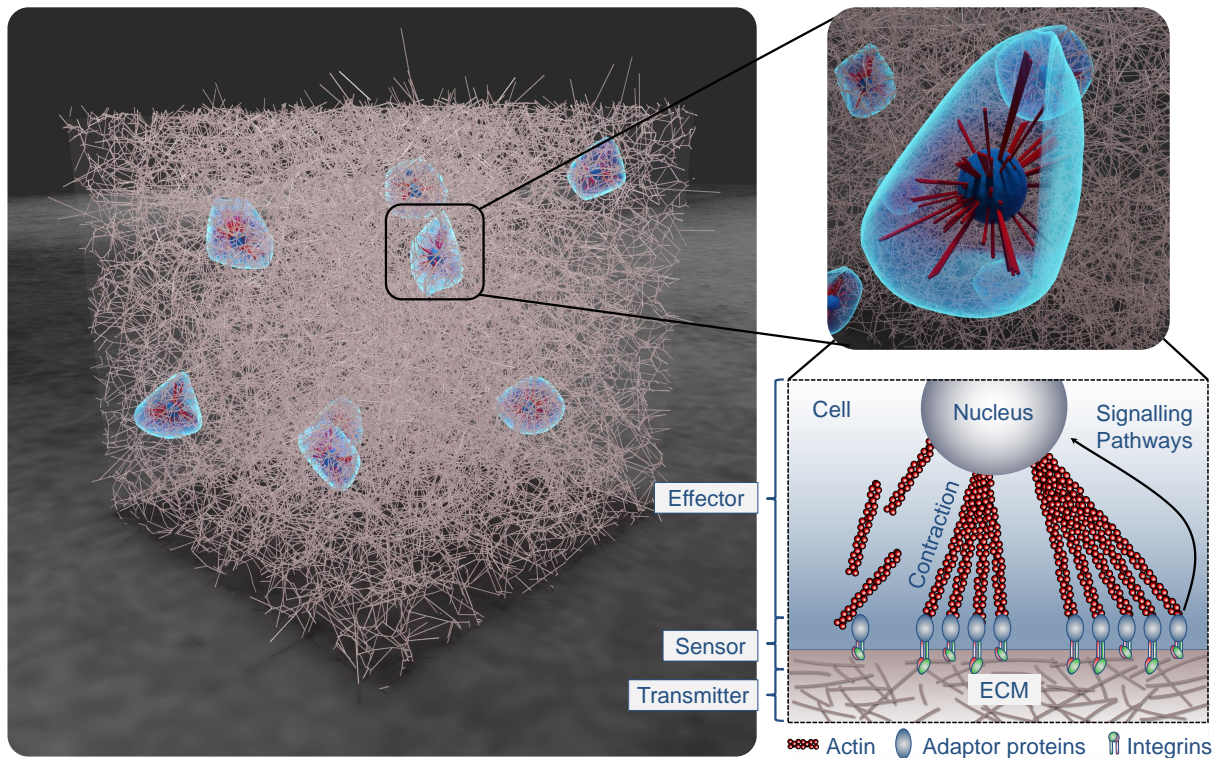 Cell
Nucleus
Signalling
Pathways
Effector
Contraction
Sensor
Transmitter
ECM
Actin
Adaptor proteins
Integrins